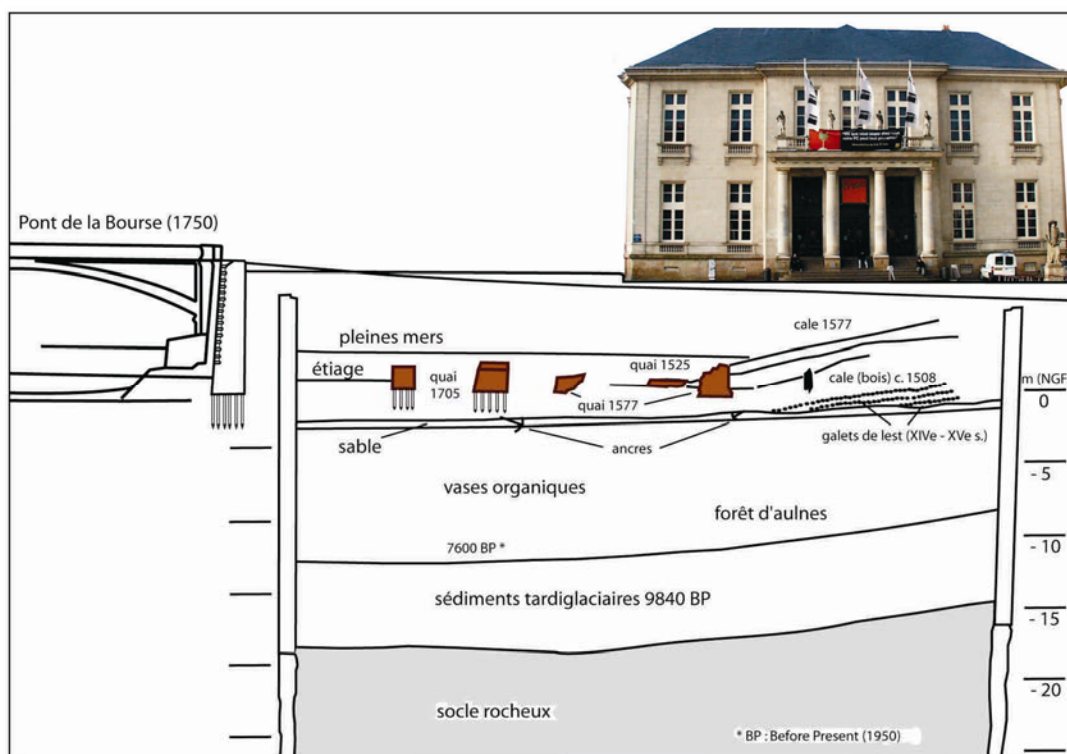 Pont de la Bourse (1750)
cale 1577
pleines mers
étiage
quai
1705
quai 1525
quai 1577
cale (bois) c. 1508
m (NGF)
0
sable
ancres
galets de lest (XIVe - XVe s.)
vases organiques
- 5
forêt d'aulnes
7600 BP *
- 10
sédiments tardiglaciaires 9840 BP
- 15
- 20
socle rocheux
* BP : Before Present (1950)